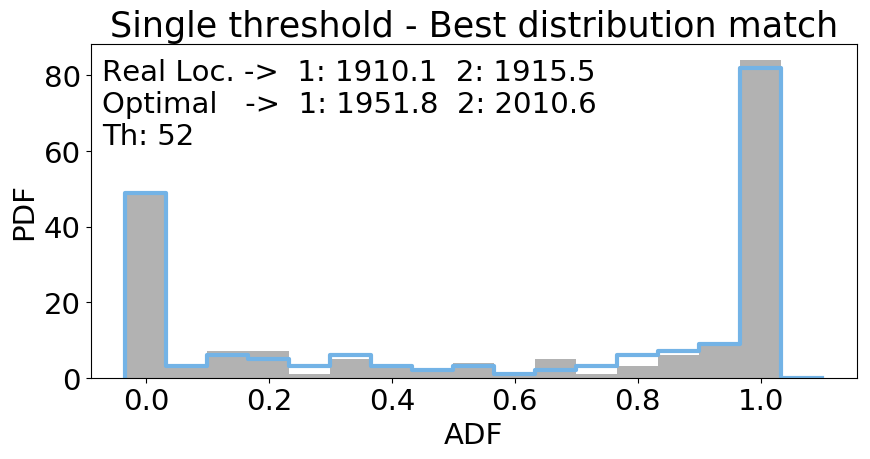 Single threshold - Best distribution match
Real Loc. -> 1: 1910.1 2: 1915.5
Optimal -> 1: 1951.8 2: 2010.6
Th: 52
PDF
80
60
40
20
0
0.0 0.2 0.4 0.6 0.8 1.0
ADF